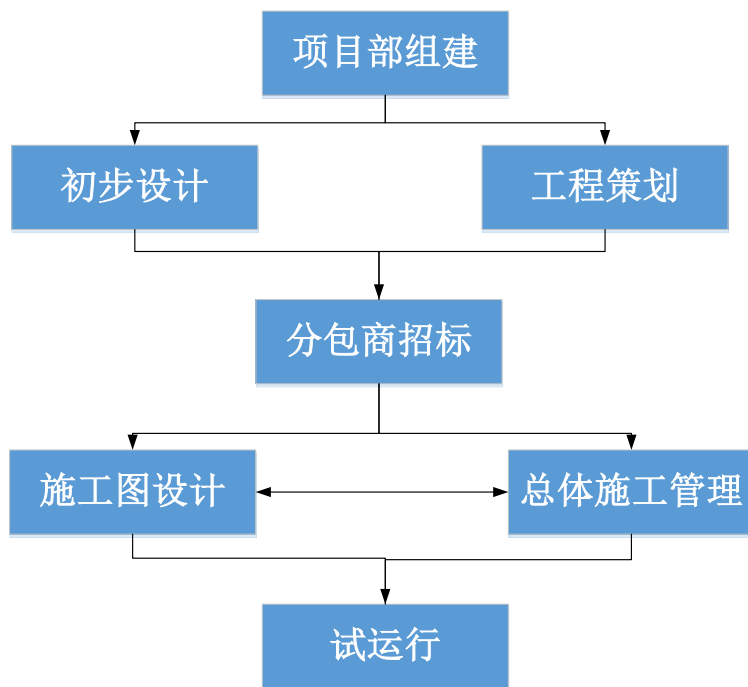 项目部组建
初步设计
工程策划
分包商招标
施工图设计
总体施工管理
试运行